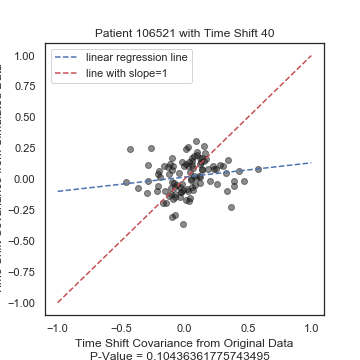 Patient 106521 with Time Shift 40
linear regression line
line with slope=1
1.00
0.75
0.50
0.25
0.00
−0.25
−0.50
−0.75
−1.00
−1.0
−0.5
0.0
0.5
1.0
Time Shift Covariance from Original Data
P-Value = 0.10436361775743495